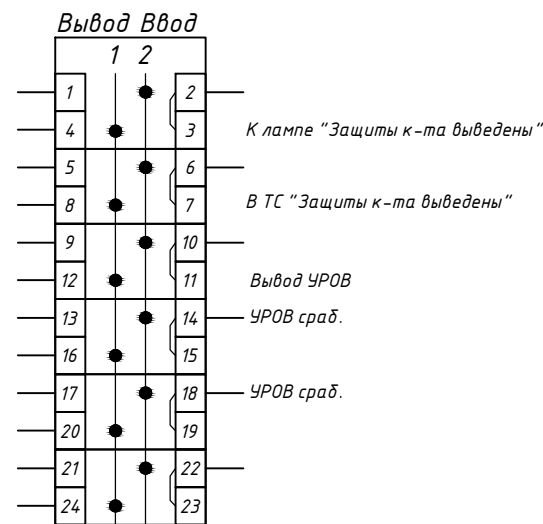 Вывод Ввод
1 2
1 2
4 3 К лампе "Защиты к-та выведены"
5 6
8 7 В ТС "Защиты к-та выведены"
9 10
12 11 Вывод УРОВ
13 14 УРОВ сраб.
16 15
17 18 УРОВ сраб.
20 19
21 22
24 23